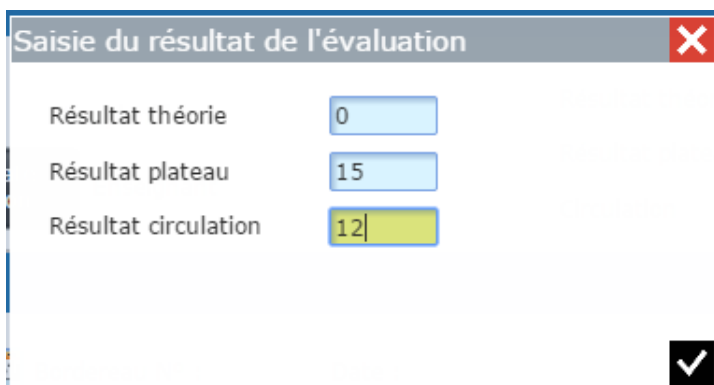 Saisie du résultat de l'évaluation
Résultat théorie 0
Résultat plateau 15
Résultat circulation 12